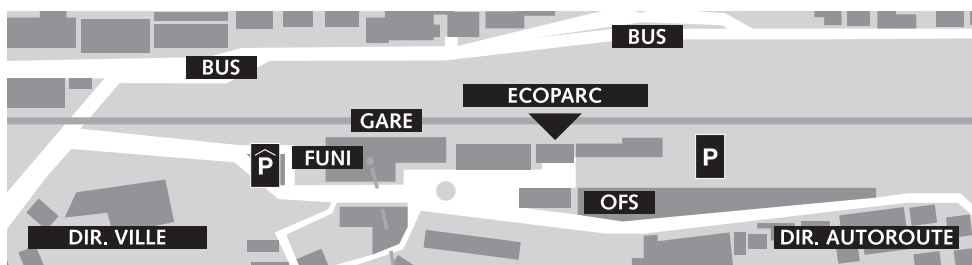 BUS
BUS
ECOPARC
GARE
P
FUNI
P
OFS
DIR. VILLE
DIR. AUTOROUTE